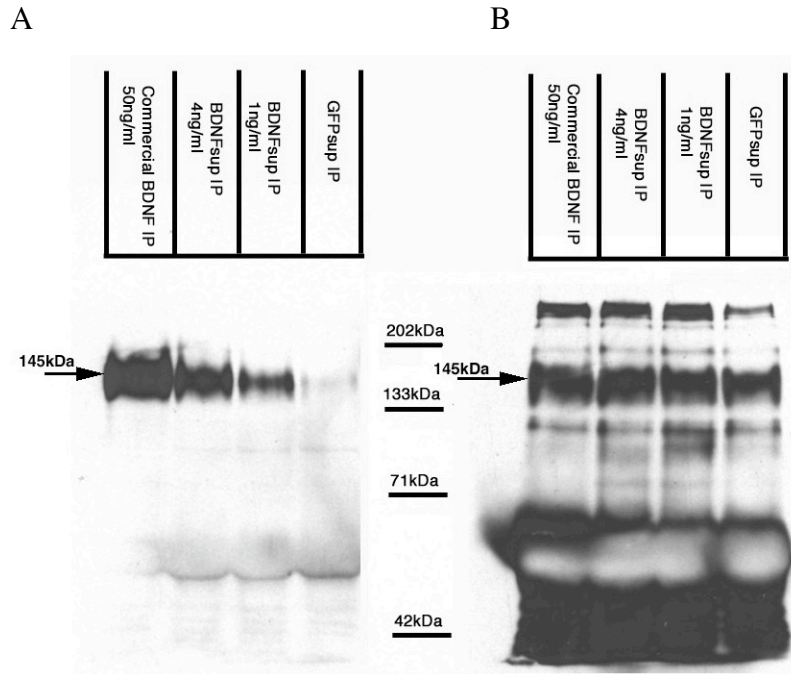 A
B
Commercial BDNF IP
50ng/ml
BDNFsup IP
4ng/ml
BDNFsup IP
1ng/ml
GFPsup IP
Commercial BDNF IP
50ng/ml
BDNFsup IP
4ng/ml
BDNFsup IP
1ng/ml
GFPsup IP
145kDa
202kDa
145kDa
133kDa
71kDa
42kDa